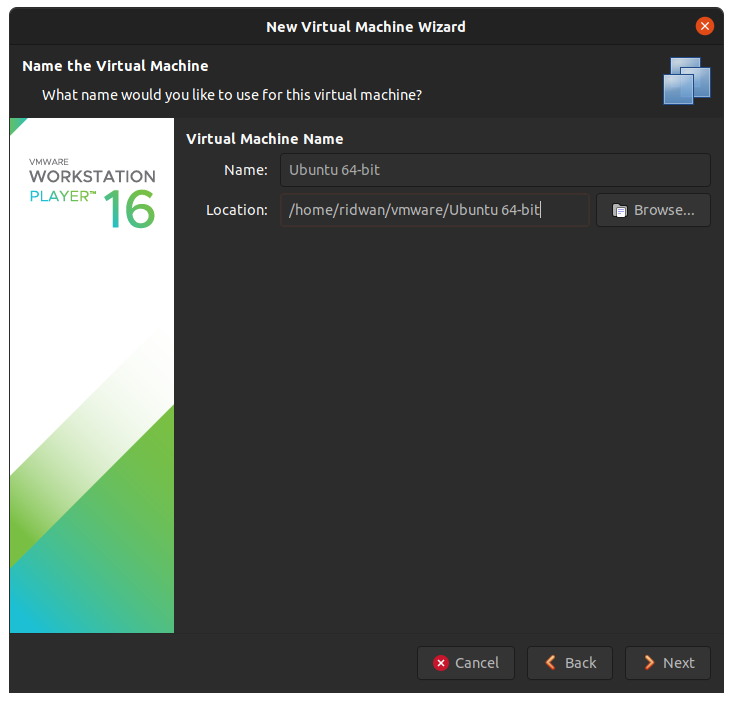 New Virtual Machine Wizard
Name the Virtual Machine
What name would you like to use for this virtual machine?
VMWARE
WORKSTATION
PLAYER™ 16
Virtual Machine Name
Name: Ubuntu 64-bit
Location: /home/ridwan/vmware/Ubuntu 64-bit Browse...
Cancel Back Next